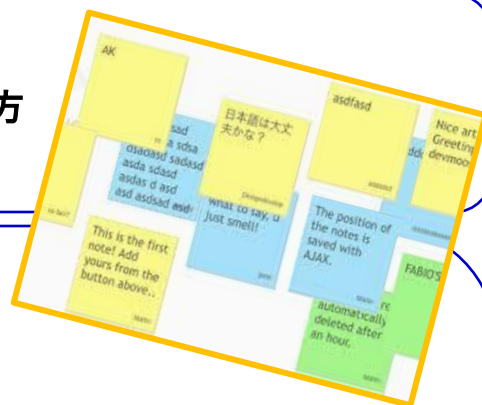 方
AK
sad
a sdsa
dsadasd sadasd
asda sdasd
asdas d asd
asd asdsad asd
日本語は大丈
夫かな？
asdfasd
Nice art
Greeting
devmoo
This is the first
note! Add
yours from the
button above..
what to say, u
just smell!
The position of
the notes is
saved with
AJAX.
FABIO'S
re
automatically
deleted after
an hour.